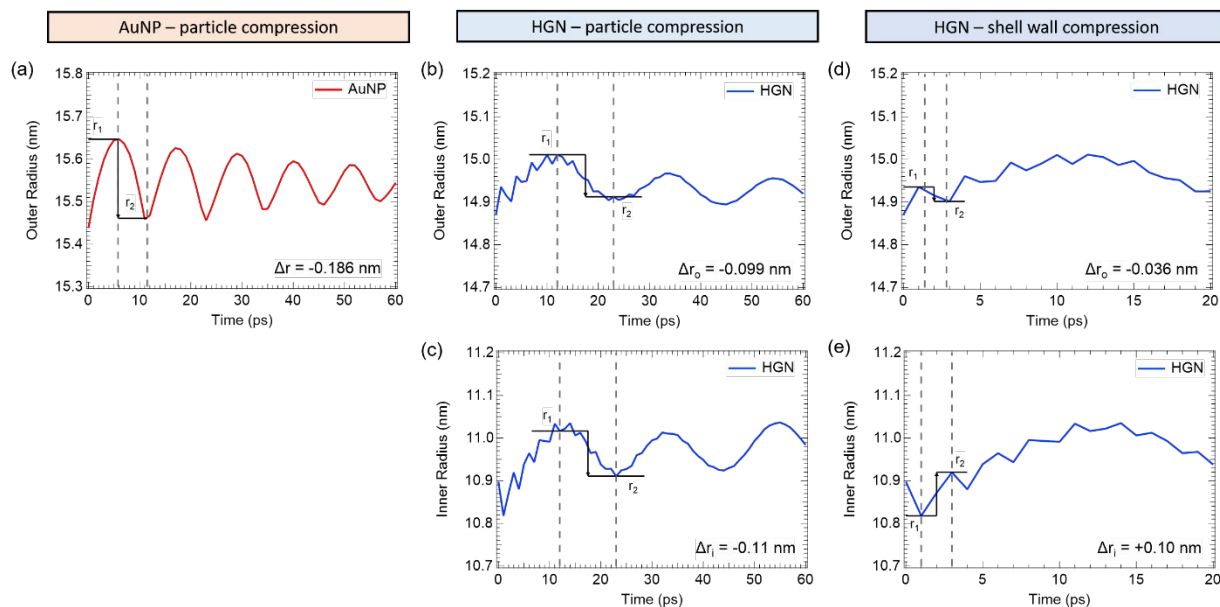 AuNP – particle compression
HGN – particle compression
HGN – shell wall compression
(a)
15.8
15.7
15.6
15.5
15.4
15.3
Outer Radius (nm)
r1
r2
AuNP
Δr = -0.186 nm
0 10 20 30 40 50 60
Time (ps)
(b)
15.2
15.1
15.0
14.9
14.8
14.7
Outer Radius (nm)
r1
r2
HGN
Δro = -0.099 nm
0 10 20 30 40 50 60
Time (ps)
(d)
15.2
15.1
15.0
14.9
14.8
14.7
Outer Radius (nm)
r1
r2
HGN
Δro = -0.036 nm
0 5 10 15 20
Time (ps)
(c)
11.2
11.1
11.0
10.9
10.8
10.7
Inner Radius (nm)
r1
r2
HGN
Δri = -0.11 nm
0 10 20 30 40 50 60
Time (ps)
(e)
11.2
11.1
11.0
10.9
10.8
10.7
Inner Radius (nm)
r2
r1
HGN
Δri = +0.10 nm
0 5 10 15 20
Time (ps)